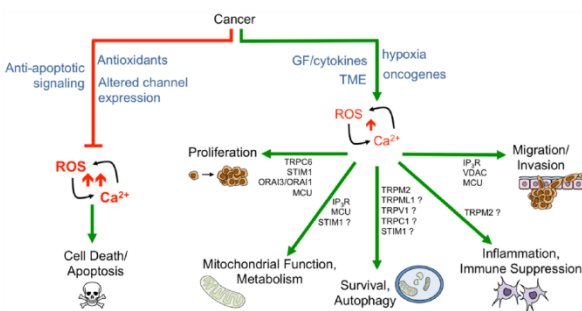 Cancer
Anti-apoptotic
signaling
Antioxidants
Altered channel
expression
GF/cytokines
TME
hypoxia
oncogenes
ROS
Ca2+
Cell Death/
Apoptosis
ROS
Ca2+
Proliferation
TRPC6
STIM1
ORAI3/ORAI1
MCU
IP3R
MCU
STIM1 ?
Mitochondrial Function,
Metabolism
TRPM2
TRPML1 ?
TRPV1 ?
TRPC1 ?
STIM1 ?
Survival,
Autophagy
TRPM2 ?
Inflammation,
Immune Suppression
IP3R
VDAC
MCU
Migration/
Invasion